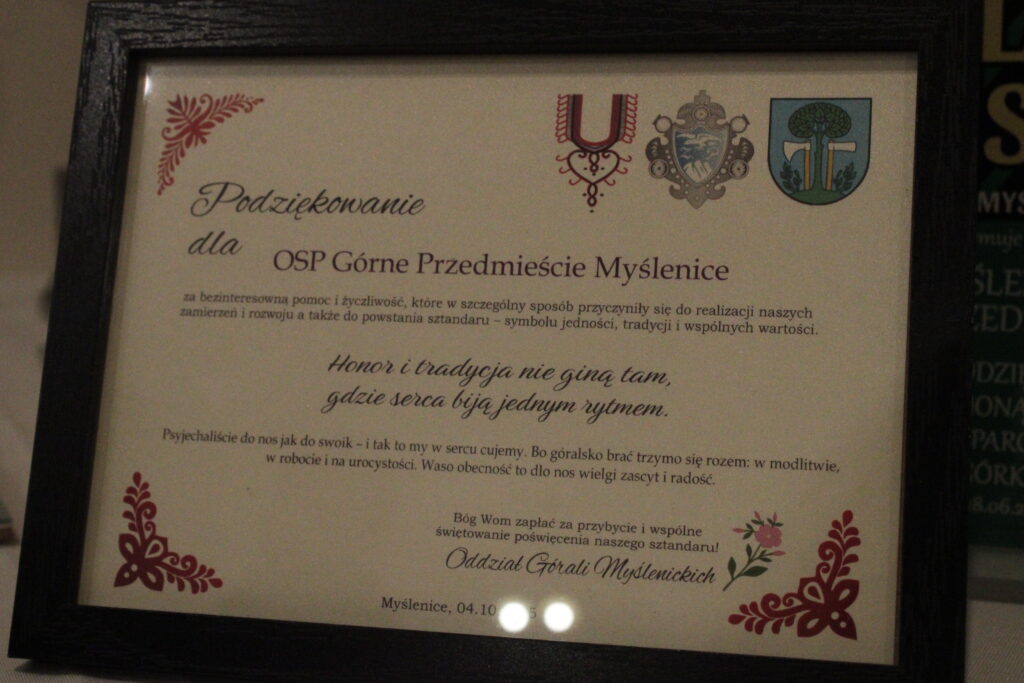 Podziękowanie
dla
OSP Górne Przedmieście Myślenice
za bezinteresowną pomoc i życzliwość, które w szczególny sposób przyczyniły się do realizacji naszych
zamierzeń i rozwoju a także do powstania sztandaru – symbolu jedności, tradycji i wspólnych wartości.
Honor i tradycja nie giną tam,
gdzie serca biją jednym rytmem.
Psyjechaliście do nos jak do swoik – i tak to my w sercu cujemy. Bo góralsko brać trzymo się rozem: w modlitwie,
w robocie i na urocystości. Waso obecność to dlo nos wielgi zascyt i radość.
Bóg Wom zapłać za przybycie i wspólne
świętowanie poświęcenia naszego sztandaru!
Oddział Górali Myślenickich
Myślenice, 04.10